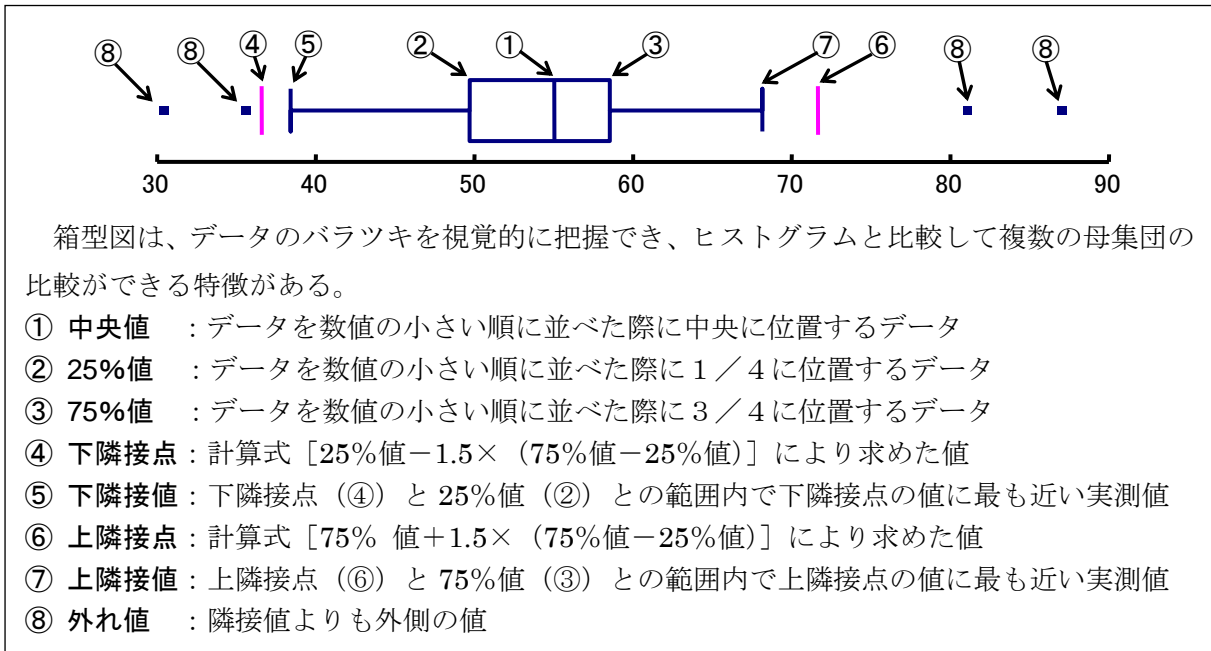 ⑧ ⑧ ④ ⑤ ② ① ③ ⑦ ⑥ ⑧ ⑧
30 40 50 60 70 80 90
箱型図は、データのバラツキを視覚的に把握でき、ヒストグラムと比較して複数の母集団の
比較ができる特徴がある。
① 中央値 ：データを数値の小さい順に並べた際に中央に位置するデータ
② 25%値 ：データを数値の小さい順に並べた際に１／４に位置するデータ
③ 75%値 ：データを数値の小さい順に並べた際に３／４に位置するデータ
④ 下隣接点：計算式［25%値－1.5×（75%値－25%値)］により求めた値
⑤ 下隣接値：下隣接点（④）と 25%値（②）との範囲内で下隣接点の値に最も近い実測値
⑥ 上隣接点：計算式［75% 値＋1.5×（75%値－25%値)］により求めた値
⑦ 上隣接値：上隣接点（⑥）と 75%値（③）との範囲内で上隣接点の値に最も近い実測値
⑧ 外れ値 ：隣接値よりも外側の値